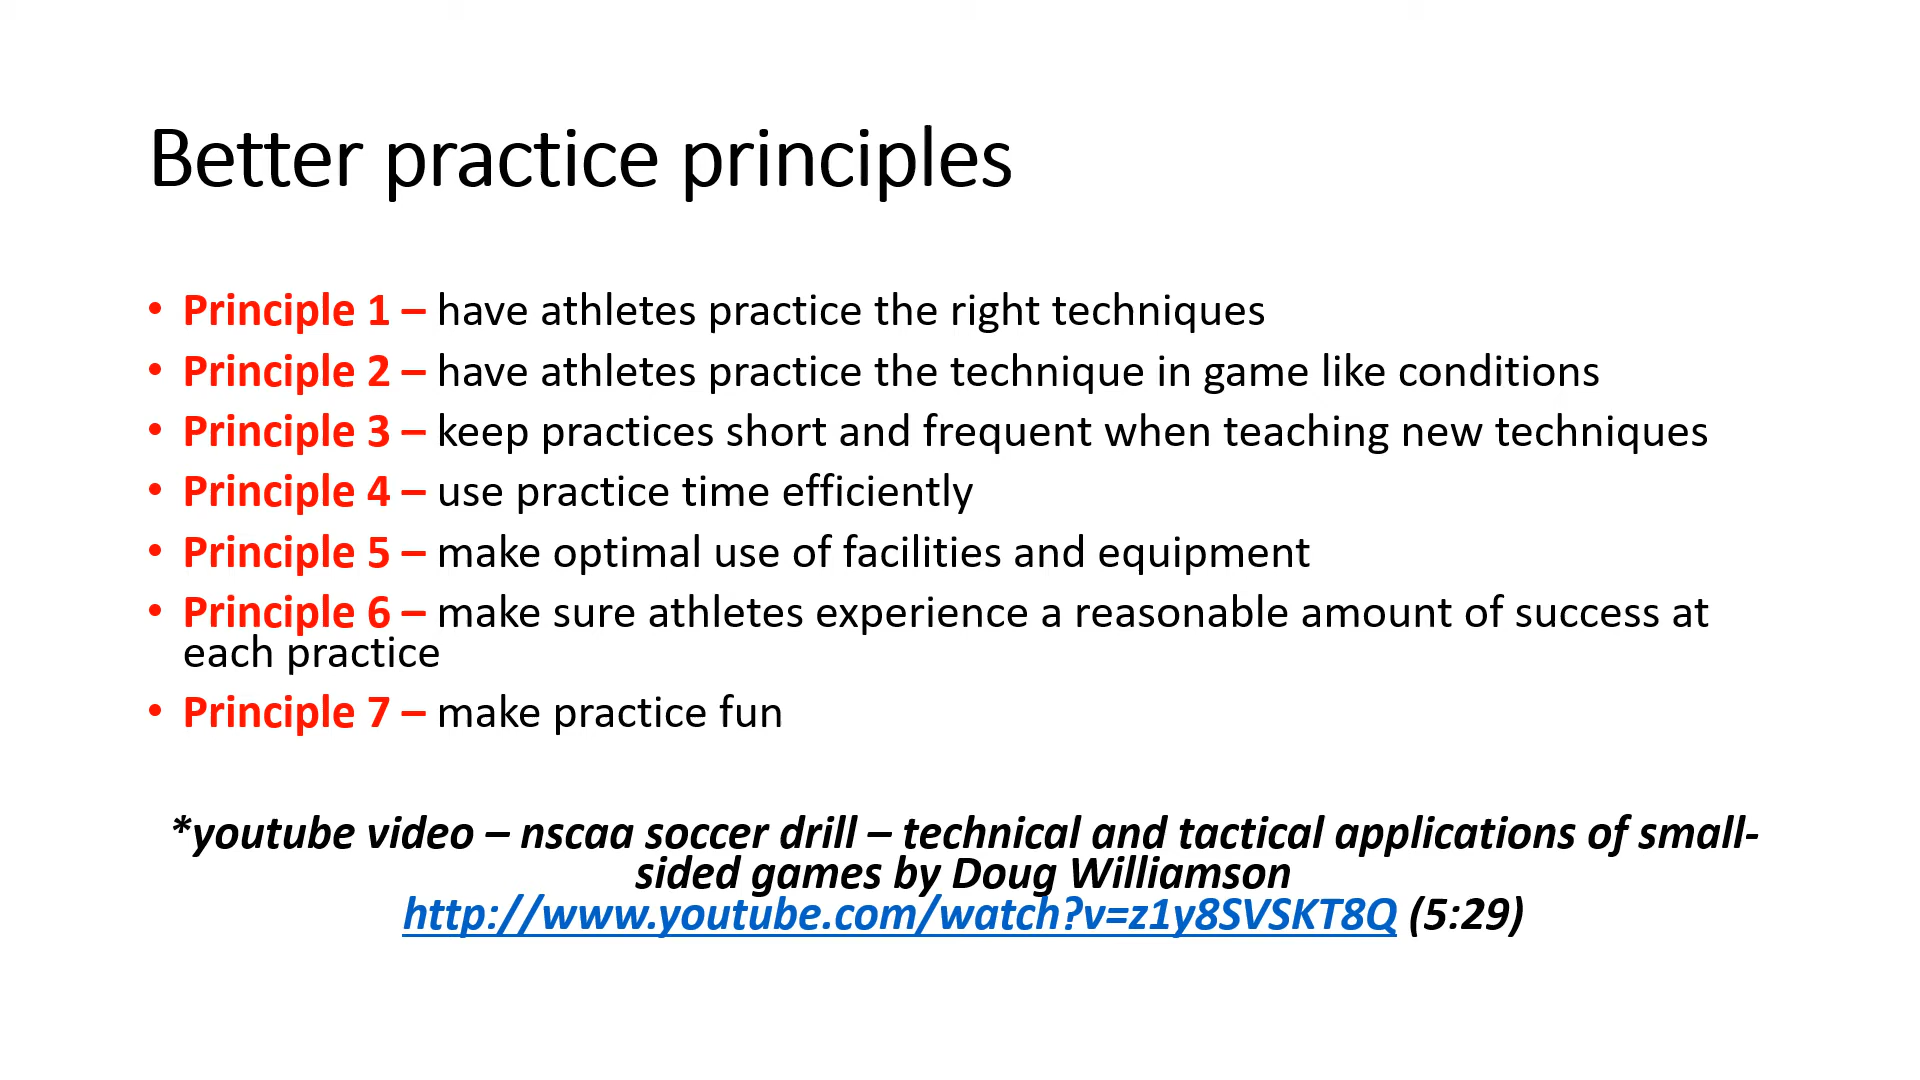 Better practice principles
• Principle 1 – have athletes practice the right techniques
• Principle 2 – have athletes practice the technique in game like conditions
• Principle 3 – keep practices short and frequent when teaching new techniques
• Principle 4 – use practice time efficiently
• Principle 5 – make optimal use of facilities and equipment
• Principle 6 – make sure athletes experience a reasonable amount of success at
each practice
• Principle 7 – make practice fun
*youtube video – nscaa soccer drill – technical and tactical applications of small-
sided games by Doug Williamson
http://www.youtube.com/watch?v=z1y8SVSKT8Q (5:29)